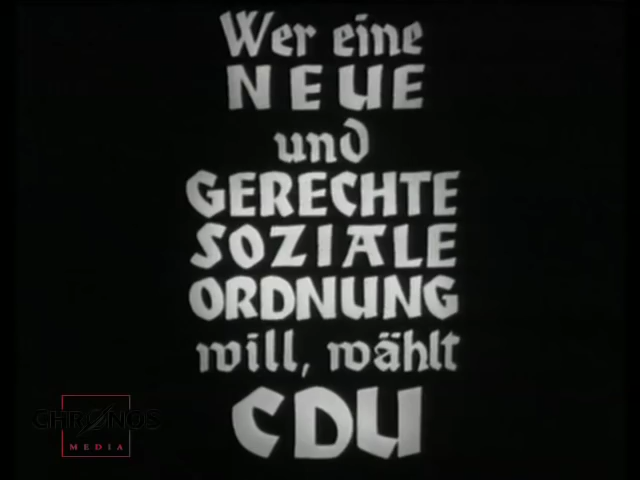 Wer eine
NEUE
und
GERECHTE
SOZIALE
ORDNUNG
will, wählt
CDU
CHRONOS
MEDIA